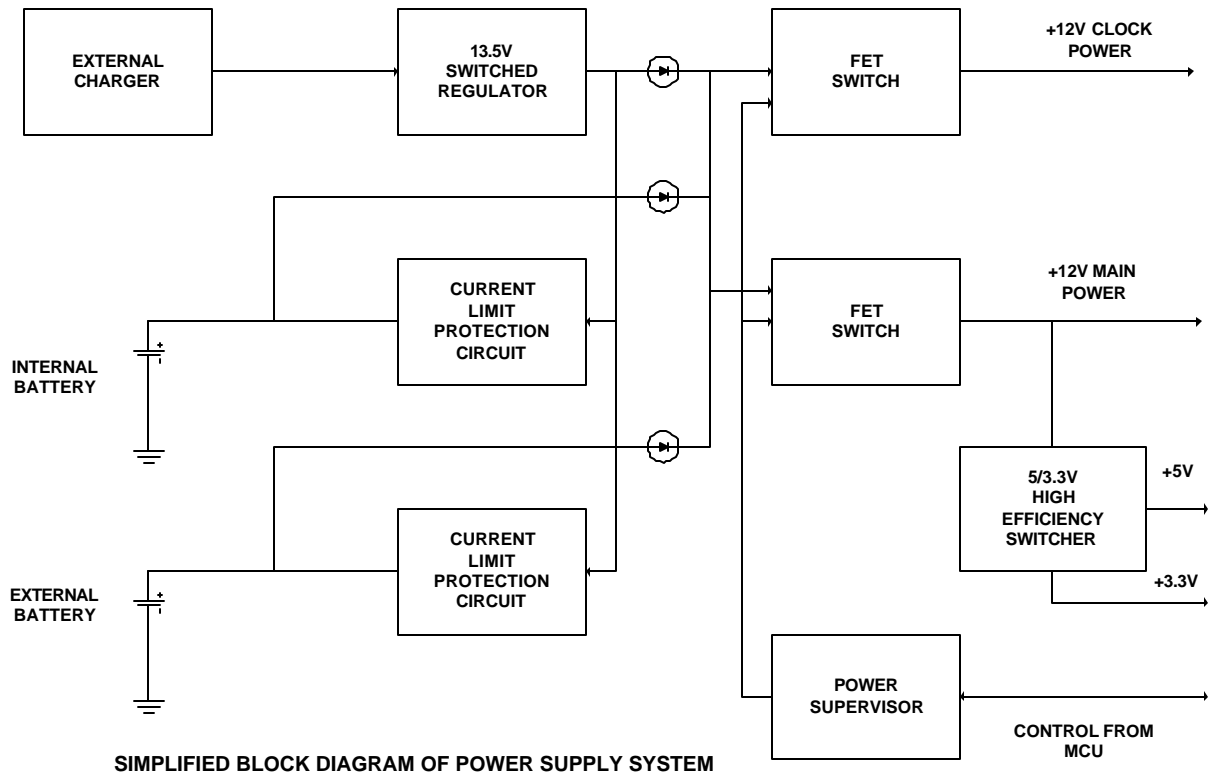 EXTERNAL
CHARGER
13.5V
SWITCHED
REGULATOR
FET
SWITCH
+12V CLOCK
POWER
CURRENT
LIMIT
PROTECTION
CIRCUIT
FET
SWITCH
+12V MAIN
POWER
+
-
INTERNAL
BATTERY
5/3.3V
HIGH
EFFICIENCY
SWITCHER
+5V
+3.3V
CURRENT
LIMIT
PROTECTION
CIRCUIT
+
-
EXTERNAL
BATTERY
POWER
SUPERVISOR
CONTROL FROM
MCU
SIMPLIFIED BLOCK DIAGRAM OF POWER SUPPLY SYSTEM